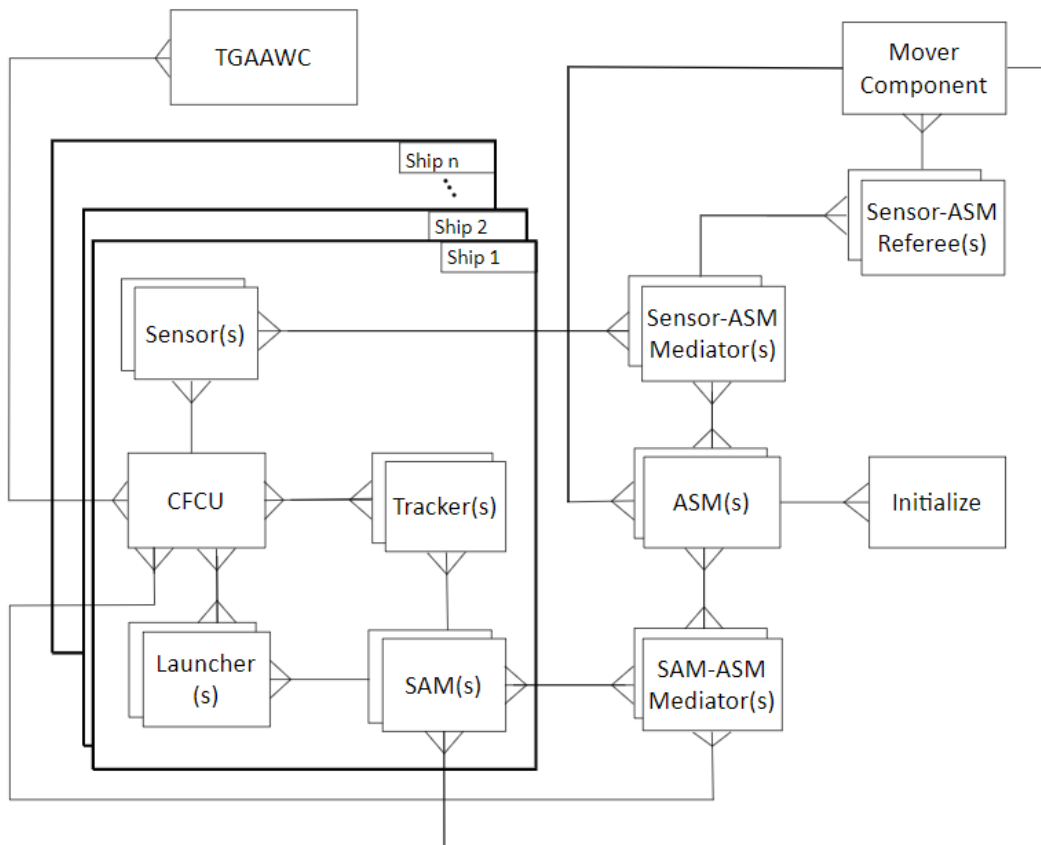 TGAAWC
Mover
Component
Ship n
Sensor-ASM
Referee(s)
Ship 2
Ship 1
Sensor(s)
Sensor-ASM
Mediator(s)
CFCU
Tracker(s)
ASM(s)
Initialize
Launcher
(s)
SAM(s)
SAM-ASM
Mediator(s)